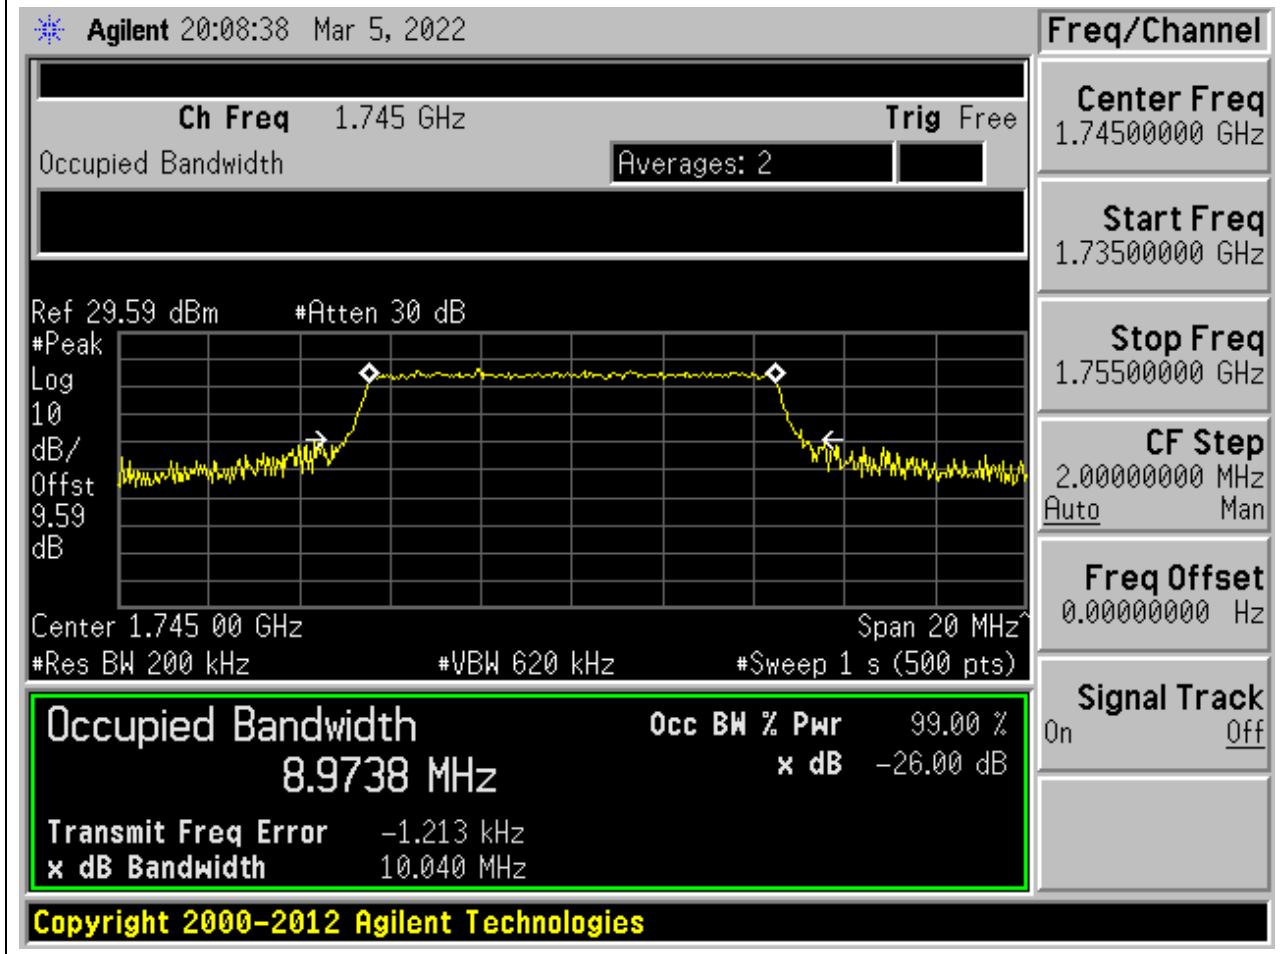 Agilent 20:08:38 Mar 5, 2022
Freq/Channel
Ch Freq 1.745 GHz Trig Free
Occupied Bandwidth Averages: 2
Ref 29.59 dBm #Atten 30 dB
#Peak
Log
10
dB/
Offst
9.59
dB
Center 1.745 00 GHz Span 20 MHz^
#Res BW 200 kHz #VBW 620 kHz #Sweep 1 s (500 pts)
Occupied Bandwidth Occ BW % Pwr 99.00 %
8.9738 MHz x dB -26.00 dB
Transmit Freq Error -1.213 kHz
x dB Bandwidth 10.040 MHz
Center Freq
1.74500000 GHz
Start Freq
1.73500000 GHz
Stop Freq
1.75500000 GHz
CF Step
2.00000000 MHz
Auto Man
Freq Offset
0.00000000 Hz
Signal Track
On Off
Copyright 2000-2012 Agilent Technologies